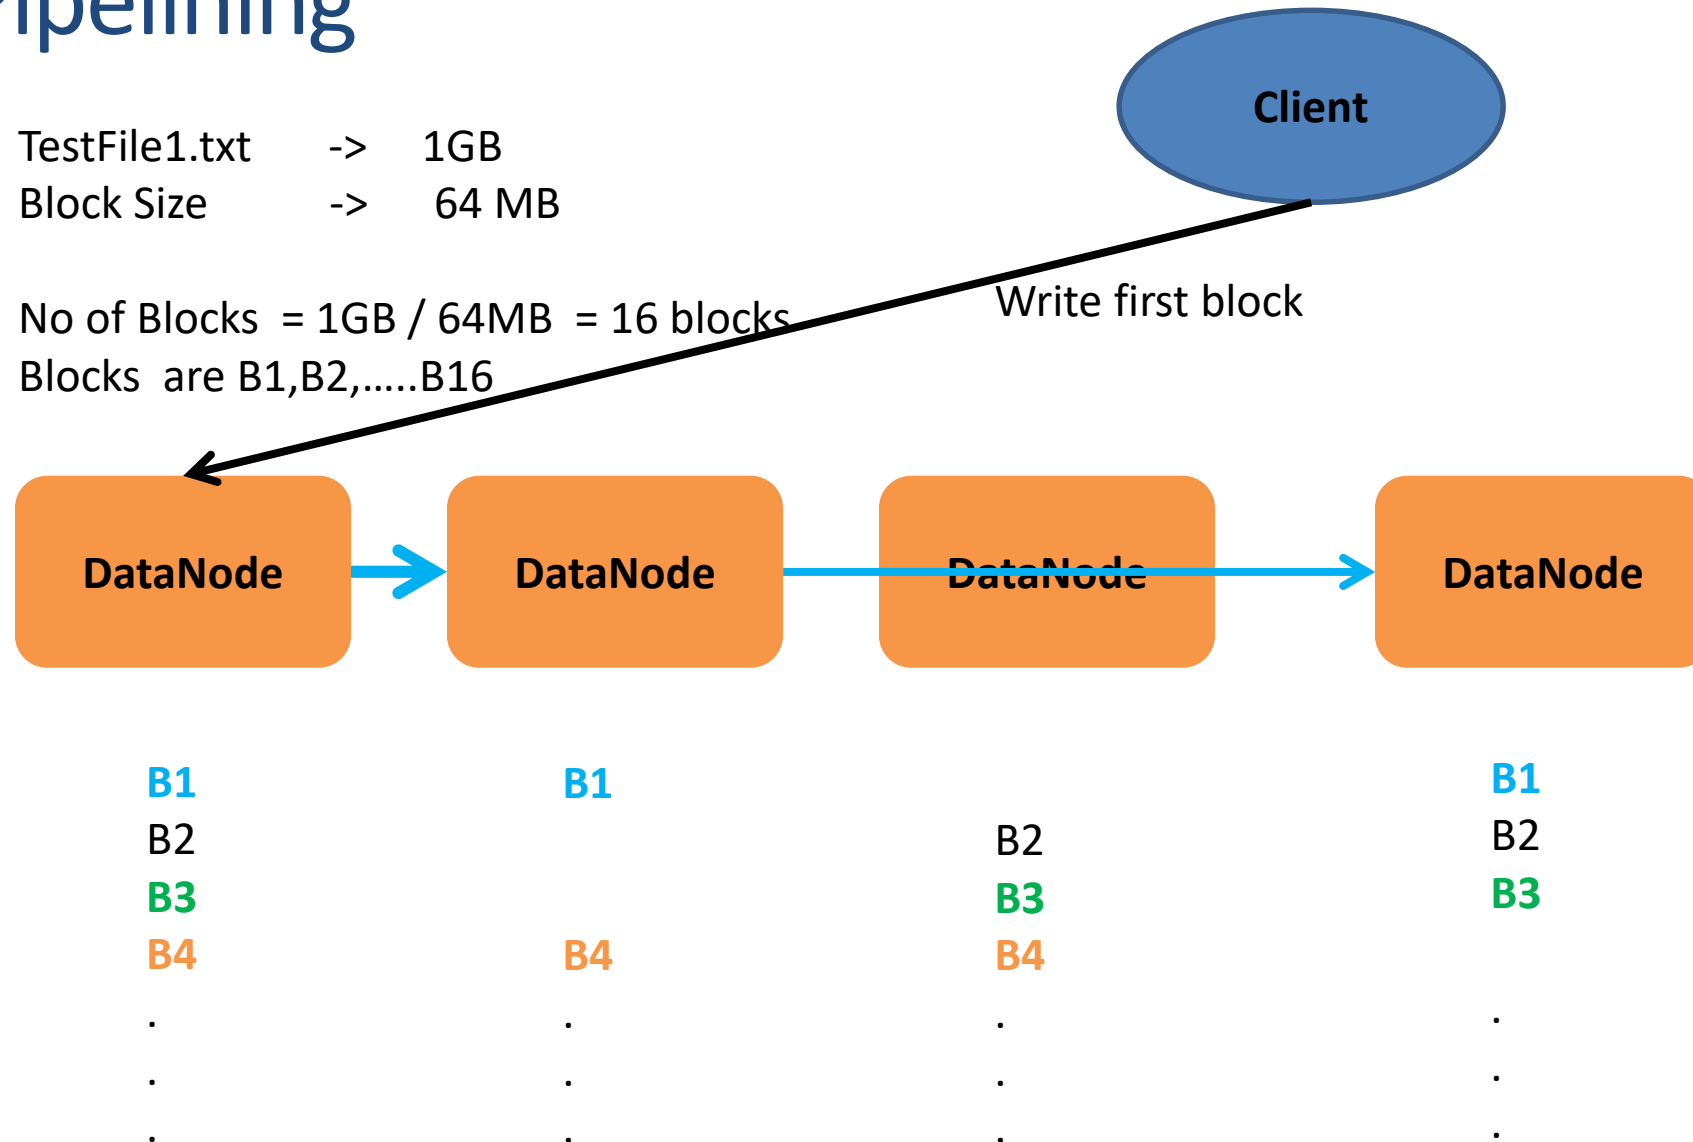 Pipelining
Client
TestFile1.txt -> 1GB
Block Size -> 64 MB
Write first block
No of Blocks = 1GB / 64MB = 16 blocks
Blocks are B1,B2,…..B16
DataNode DataNode DataNode DataNode
B1 B1 B1
B2 B2 B2
B3 B3 B3
B4 B4 B4
. . . .
. . . .
. . . .